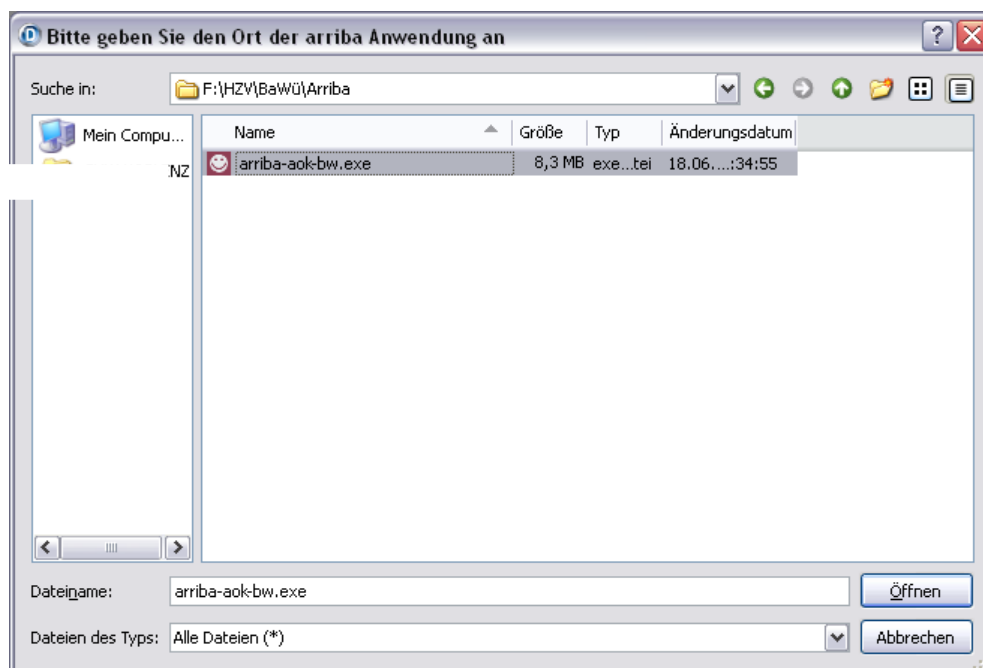 Bitte geben Sie den Ort der arriba Anwendung an
Suche in: F:\HZV\BaWü\Arriba
Mein Compu...
NZ
Name Größe Typ Änderungsdatum
arriba-aok-bw.exe 8,3 MB exe...tei 18.06....:34:55
Dateiname: arriba-aok-bw.exe Öffnen
Dateien des Typs: Alle Dateien (*) Abbrechen